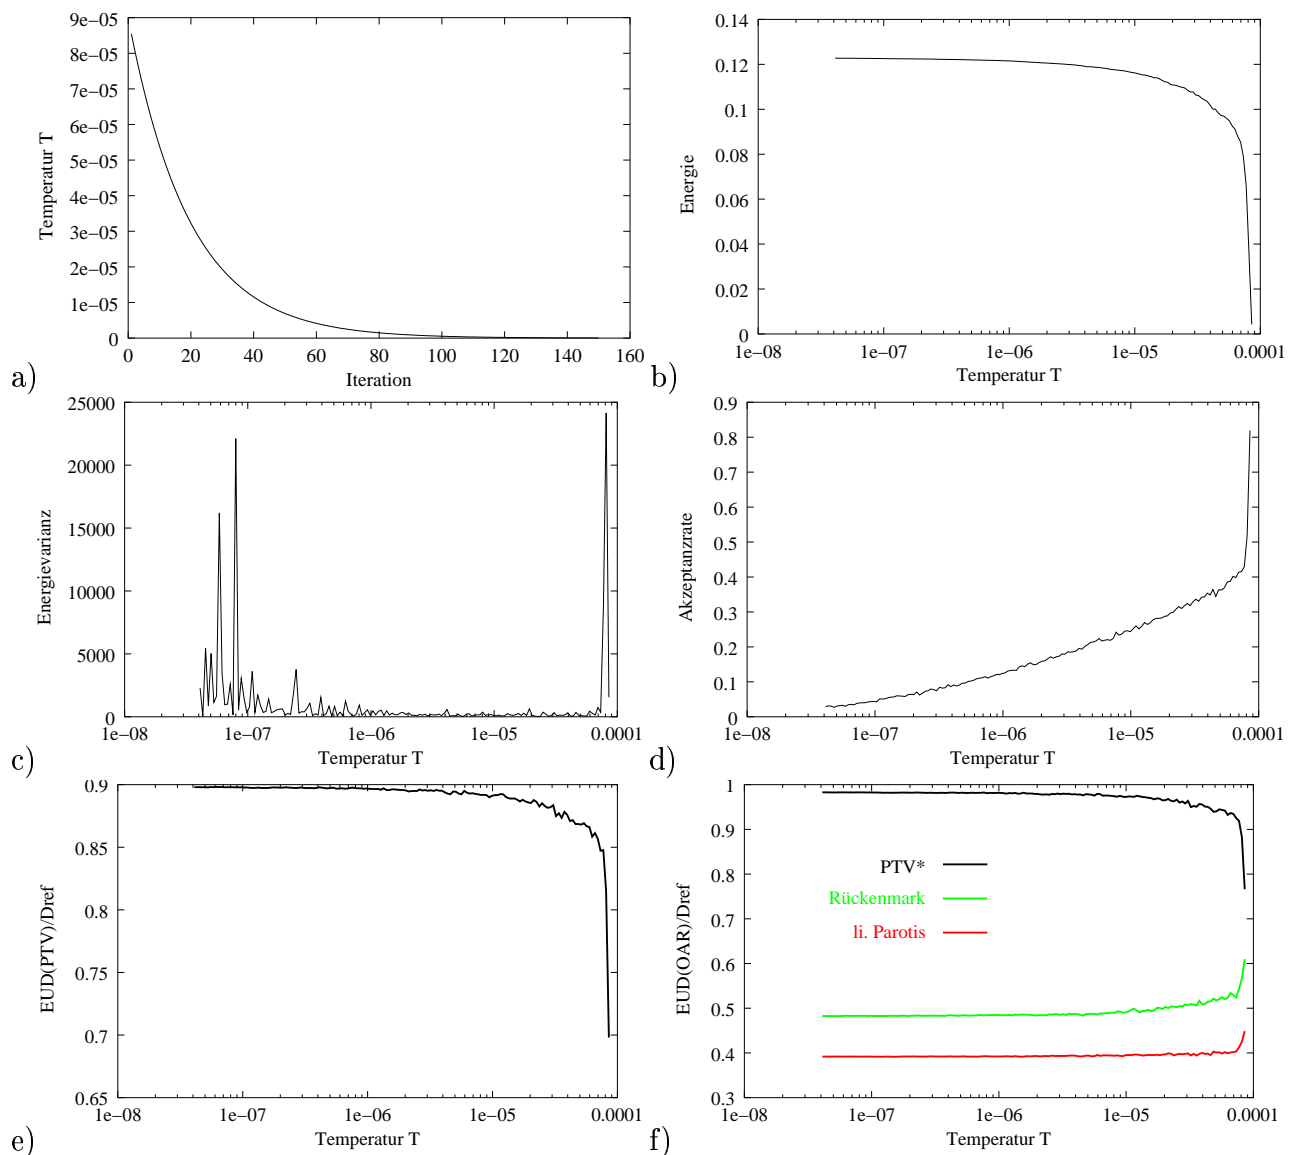 9e−05
8e−05
7e−05
6e−05
5e−05
4e−05
3e−05
2e−05
1e−05
0
Temperatur T
0 20 40 60 80 100 120 140 160
Iteration
a)
0.14
0.12
0.1
0.08
0.06
0.04
0.02
0
Energie
1e−08 1e−07 1e−06 1e−05 0.0001
Temperatur T
b)
25000
20000
15000
10000
5000
0
Energievarianz
1e−08 1e−07 1e−06 1e−05 0.0001
Temperatur T
c)
0.9
0.8
0.7
0.6
0.5
0.4
0.3
0.2
0.1
0
Akzeptanzrate
1e−08 1e−07 1e−06 1e−05 0.0001
Temperatur T
d)
0.9
0.85
0.8
0.75
0.7
0.65
EUD(PTV)/Dref
1e−08 1e−07 1e−06 1e−05 0.0001
Temperatur T
e)
1
0.9
0.8
0.7
0.6
0.5
0.4
0.3
EUD(OAR)/Dref
PTV*
Rückenmark
li. Parotis
1e−08 1e−07 1e−06 1e−05 0.0001
Temperatur T
f)